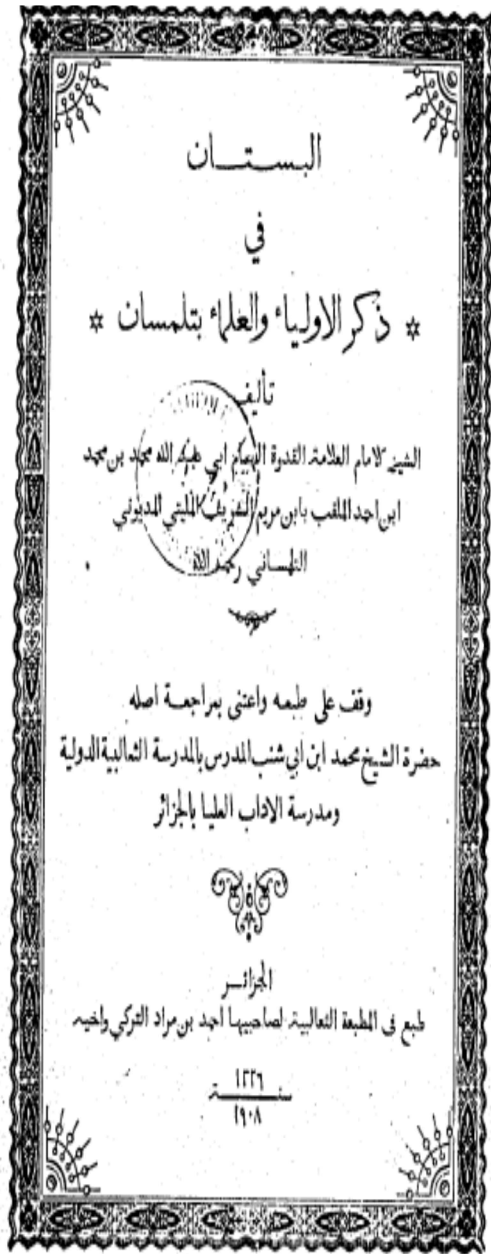 البستان
في
ذكر الاولياء والعلماء بتلمسان
تأليف
الشيخ الامام العلامة القدوة الهمام ابي عبد الله محمد بن محمد
ابن احمد الملقب بابن مريم الشريف المليتي المديوني
التلمساني رحمه الله
وقف على طبعه واعتنى بمراجعة اصله
حضرة الشيخ محمد ابن ابي شنب المدرس بالمدرسة الثعالبية الدولية
ومدرسة الاداب العليا بالجزائر
الجزائر
طبع في المطبعة الثعالبية لصاحبيها احمد بن مراد التركي واخيه
سنة ١٣٢٦
١٩٠٨